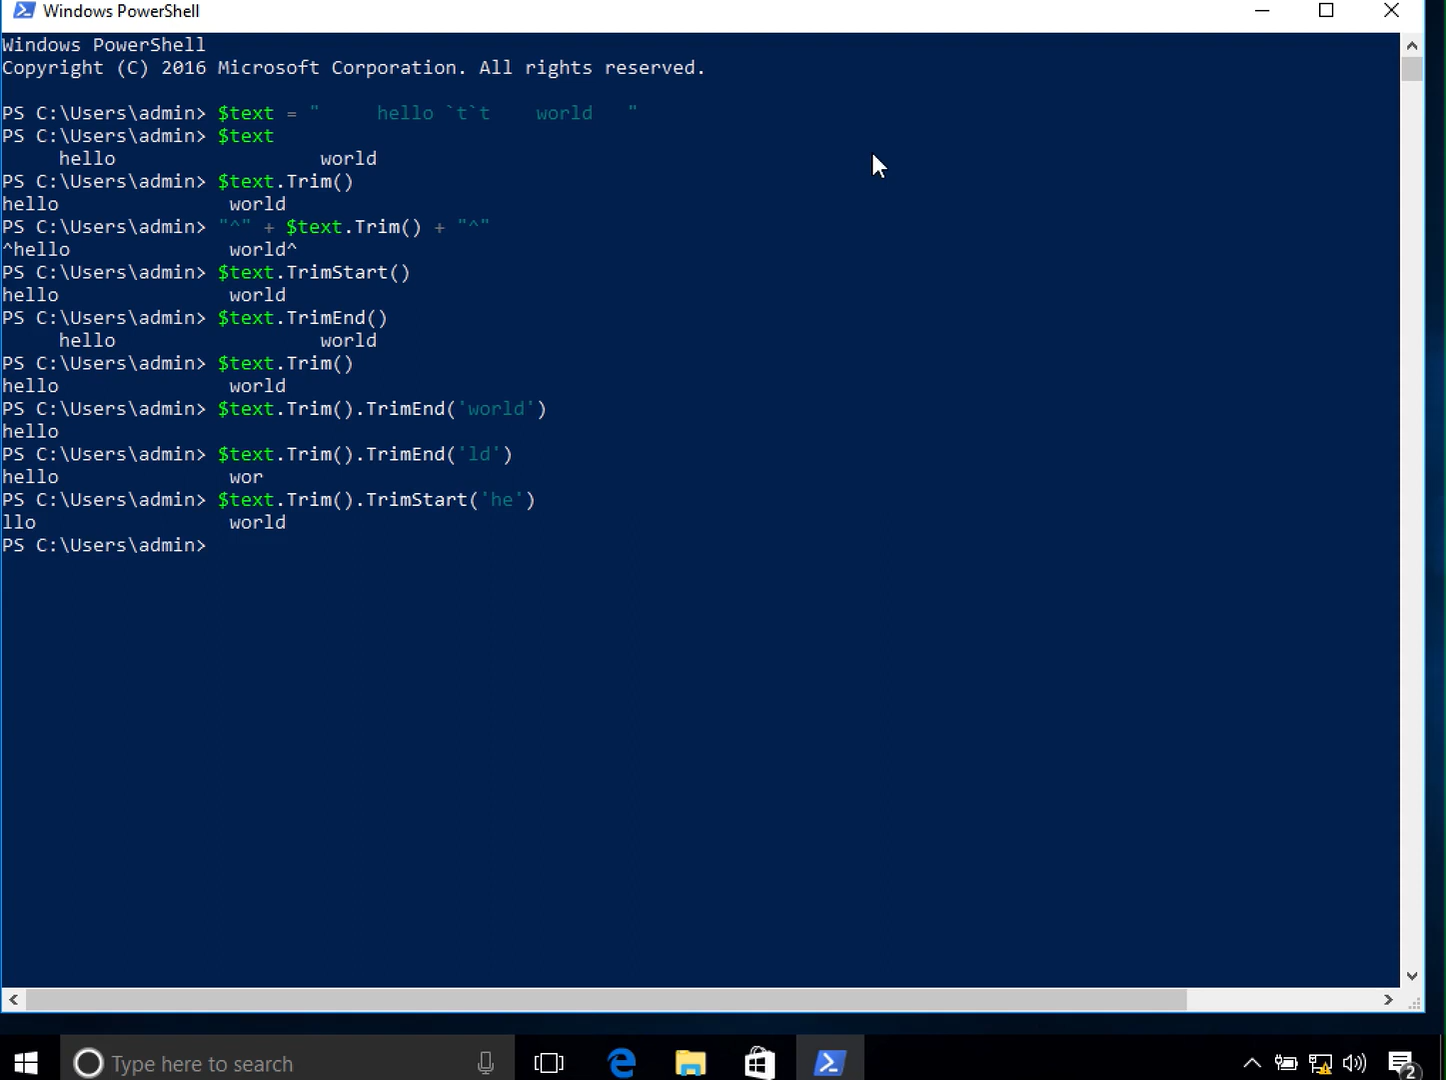 Windows PowerShell
Windows PowerShell
Copyright (C) 2016 Microsoft Corporation. All rights reserved.
PS C:\Users\admin> $text = "     hello `t`t    world   "
PS C:\Users\admin> $text
     hello                  world
PS C:\Users\admin> $text.Trim()
hello               world
PS C:\Users\admin> "^" + $text.Trim() + "^"
^hello              world^
PS C:\Users\admin> $text.TrimStart()
hello               world
PS C:\Users\admin> $text.TrimEnd()
     hello                  world
PS C:\Users\admin> $text.Trim()
hello               world
PS C:\Users\admin> $text.Trim().TrimEnd('world')
hello
PS C:\Users\admin> $text.Trim().TrimEnd('ld')
hello               wor
PS C:\Users\admin> $text.Trim().TrimStart('he')
llo                 world
PS C:\Users\admin>
Type here to search
2